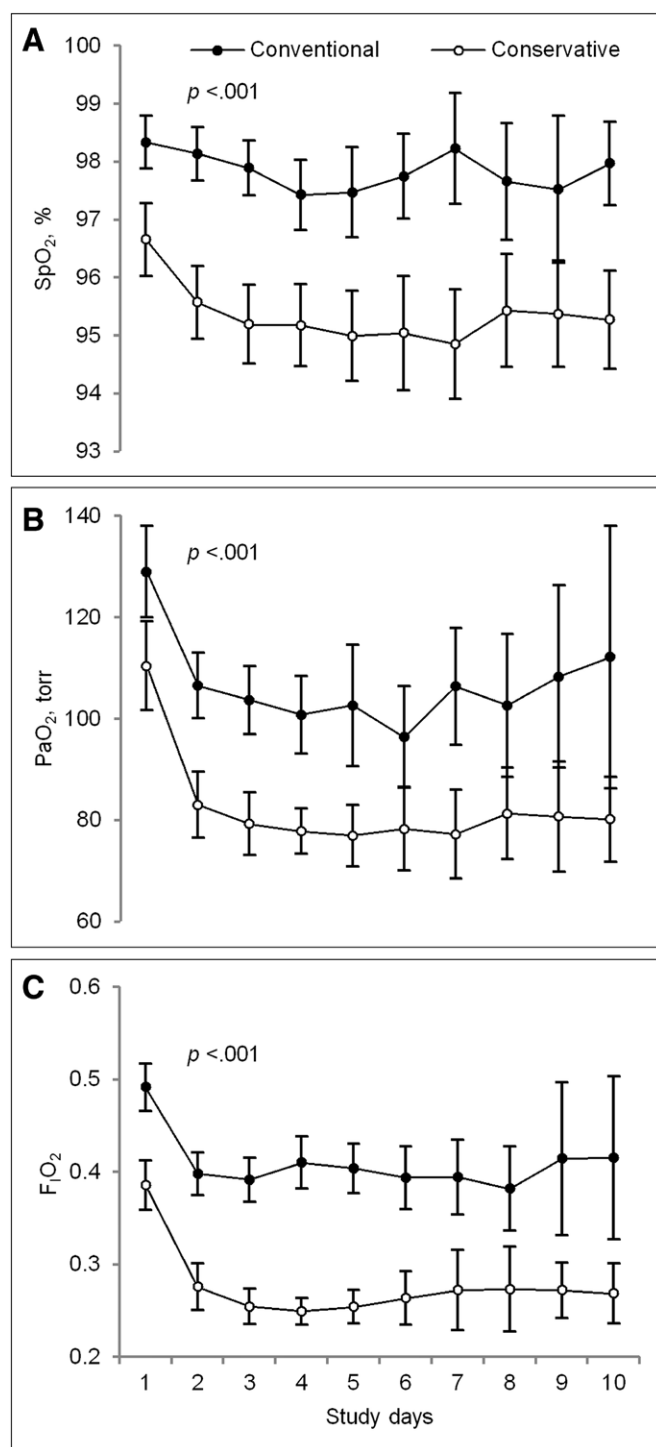 A
Conventional
Conservative
p <.001
100
99
98
97
96
95
94
93
SpO₂, %
B
p <.001
140
120
100
80
60
PaO₂, torr
C
p <.001
0.6
0.5
0.4
0.3
0.2
FIO₂
1 2 3 4 5 6 7 8 9 10
Study days